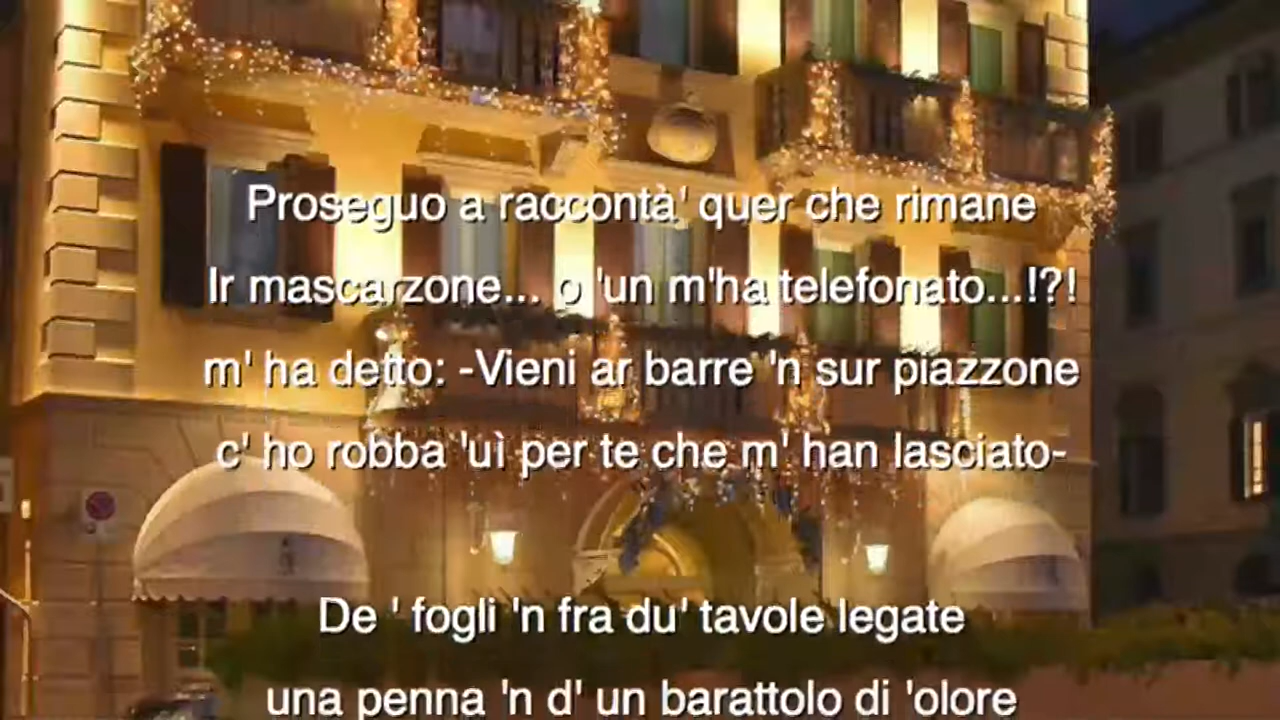 Proseguo a raccontà' quer che rimane
Ir mascarzone... o 'un m'ha telefonato...!?!
m' ha detto: -Vieni ar barre 'n sur piazzone
c' ho robba 'uì per te che m' han lasciato-
De ' fogli 'n fra du' tavole legate
una penna 'n d' un barattolo di 'olore